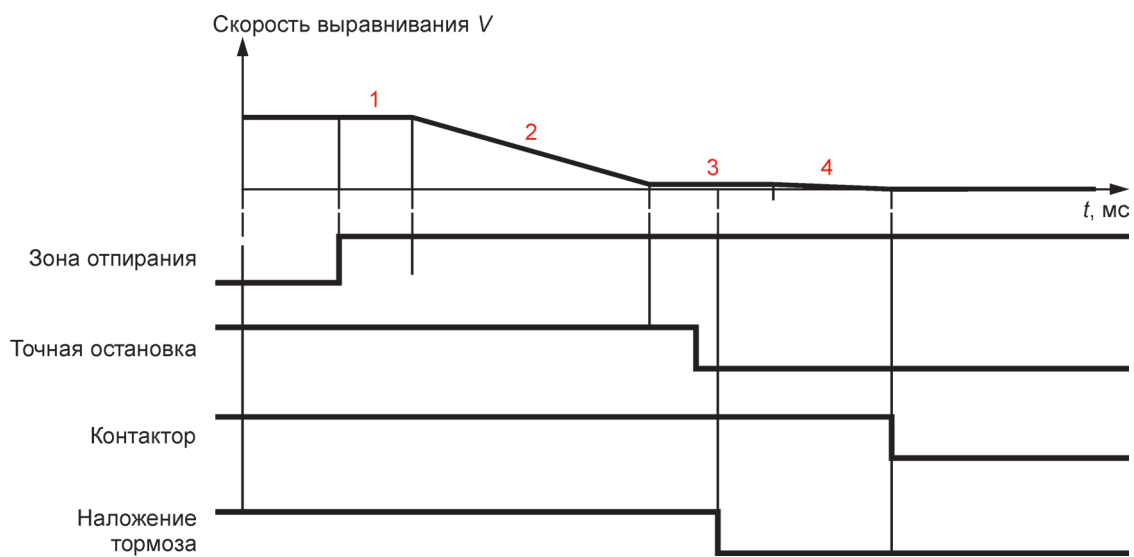 Скорость выравнивания V
1
2
3
4
t, мс
Зона отпирания
Точная остановка
Контактор
Наложение
тормоза